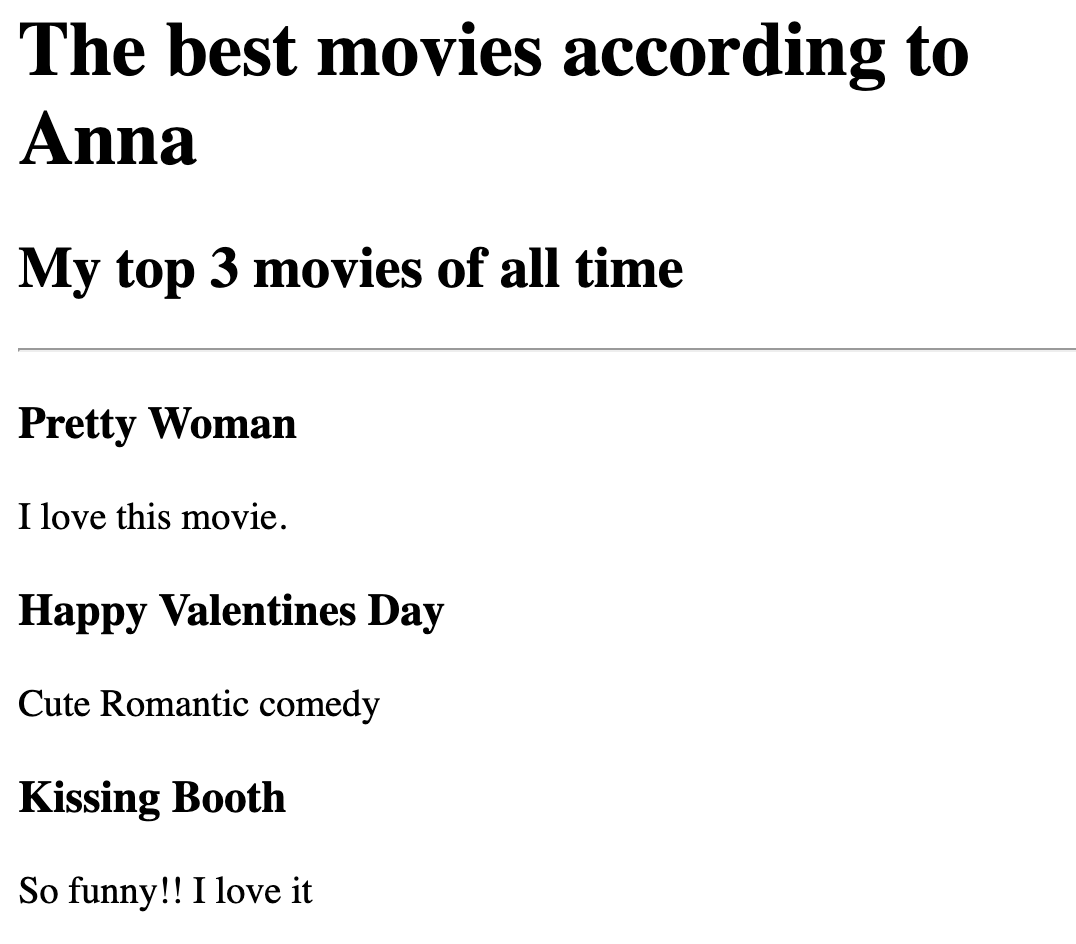 The best movies according to
Anna
My top 3 movies of all time
Pretty Woman
I love this movie.
Happy Valentines Day
Cute Romantic comedy
Kissing Booth
So funny!! I love it